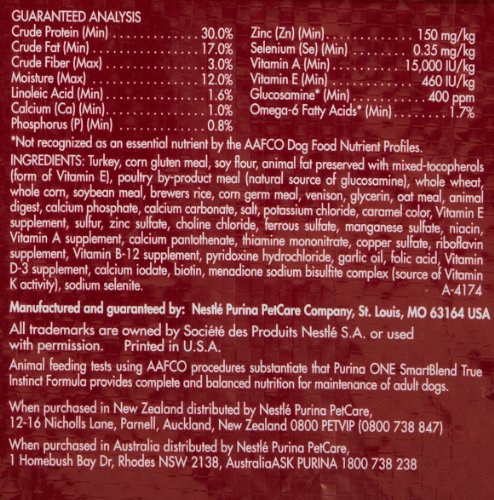 GUARANTEED ANALYSIS
Crude Protein (Min) 30.0%
Crude Fat (Min) 17.0%
Crude Fiber (Max) 3.0%
Moisture (Max) 12.0%
Linoleic Acid (Min) 1.6%
Calcium (Ca) (Min) 1.0%
Phosphorus (P) (Min) 0.8%
Zinc (Zn) (Min) 150 mg/kg
Selenium (Se) (Min) 0.35 mg/kg
Vitamin A (Min) 15,000 IU/kg
Vitamin E (Min) 460 IU/kg
Glucosamine* (Min) 400 ppm
Omega-6 Fatty Acids* (Min) 1.7%
*Not recognized as an essential nutrient by the AAFCO Dog Food Nutrient Profiles.
INGREDIENTS: Turkey, corn gluten meal, soy flour, animal fat preserved with mixed-tocopherols
(form of Vitamin E), poultry by-product meal (natural source of glucosamine), whole wheat,
whole corn, soybean meal, brewers rice, corn germ meal, venison, glycerin, oat meal, animal
digest, calcium phosphate, calcium carbonate, salt, potassium chloride, caramel color, Vitamin E
supplement, sulfur, zinc sulfate, choline chloride, ferrous sulfate, manganese sulfate, niacin,
Vitamin A supplement, calcium pantothenate, thiamine mononitrate, copper sulfate, riboflavin
supplement, Vitamin B-12 supplement, pyridoxine hydrochloride, garlic oil, folic acid, Vitamin
D-3 supplement, calcium iodate, biotin, menadione sodium bisulfite complex (source of Vitamin
K activity), sodium selenite. A-4174
Manufactured and guaranteed by: Nestlé Purina PetCare Company, St. Louis, MO 63164 USA
All trademarks are owned by Société des Produits Nestlé S.A. or used
with permission. Printed in U.S.A.
Animal feeding tests using AAFCO procedures substantiate that Purina ONE SmartBlend True
Instinct Formula provides complete and balanced nutrition for maintenance of adult dogs.
When purchased in New Zealand distributed by Nestlé Purina PetCare,
12-16 Nicholls Lane, Parnell, Auckland, New Zealand 0800 PETVIP (0800 738 847)
When purchased in Australia distributed by Nestlé Purina PetCare,
1 Homebush Bay Dr, Rhodes NSW 2138, AustraliaASK PURINA 1800 738 238